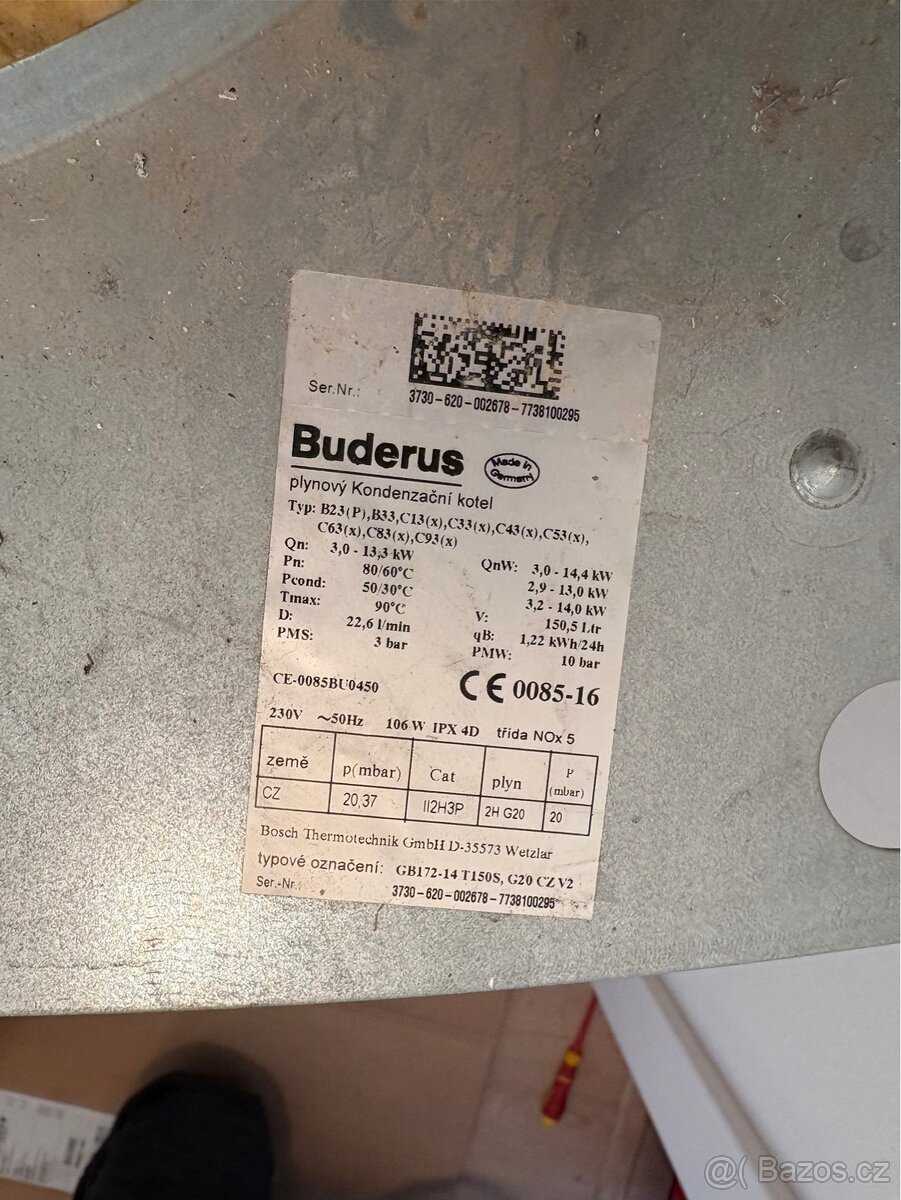 Ser.Nr.: 3730-620-002678-7738100295
Buderus Made in Germany
plynový Kondenzační kotel
Typ: B23(P),B33,C13(x),C33(x),C43(x),C53(x),
C63(x),C83(x),C93(x)
Qn: 3,0 - 13,3 kW QnW: 3,0 - 14,4 kW
Pn: 80/60°C 2,9 - 13,0 kW
Pcond: 50/30°C 3,2 - 14,0 kW
Tmax: 90°C V: 150,5 Ltr
D: 22,6 l/min qB: 1,22 kWh/24h
PMS: 3 bar PMW: 10 bar
CE-0085BU0450 CE 0085-16
230V ~50Hz 106 W IPX 4D třída NOx 5
země p(mbar) Cat plyn P (mbar)
CZ 20,37 II2H3P 2H G20 20
Bosch Thermotechnik GmbH D-35573 Wetzlar
typové označení: GB172-14 T150S, G20 CZ V2
Ser.-Nr.: 3730-620-002678-7738100295
@( Bazos.cz